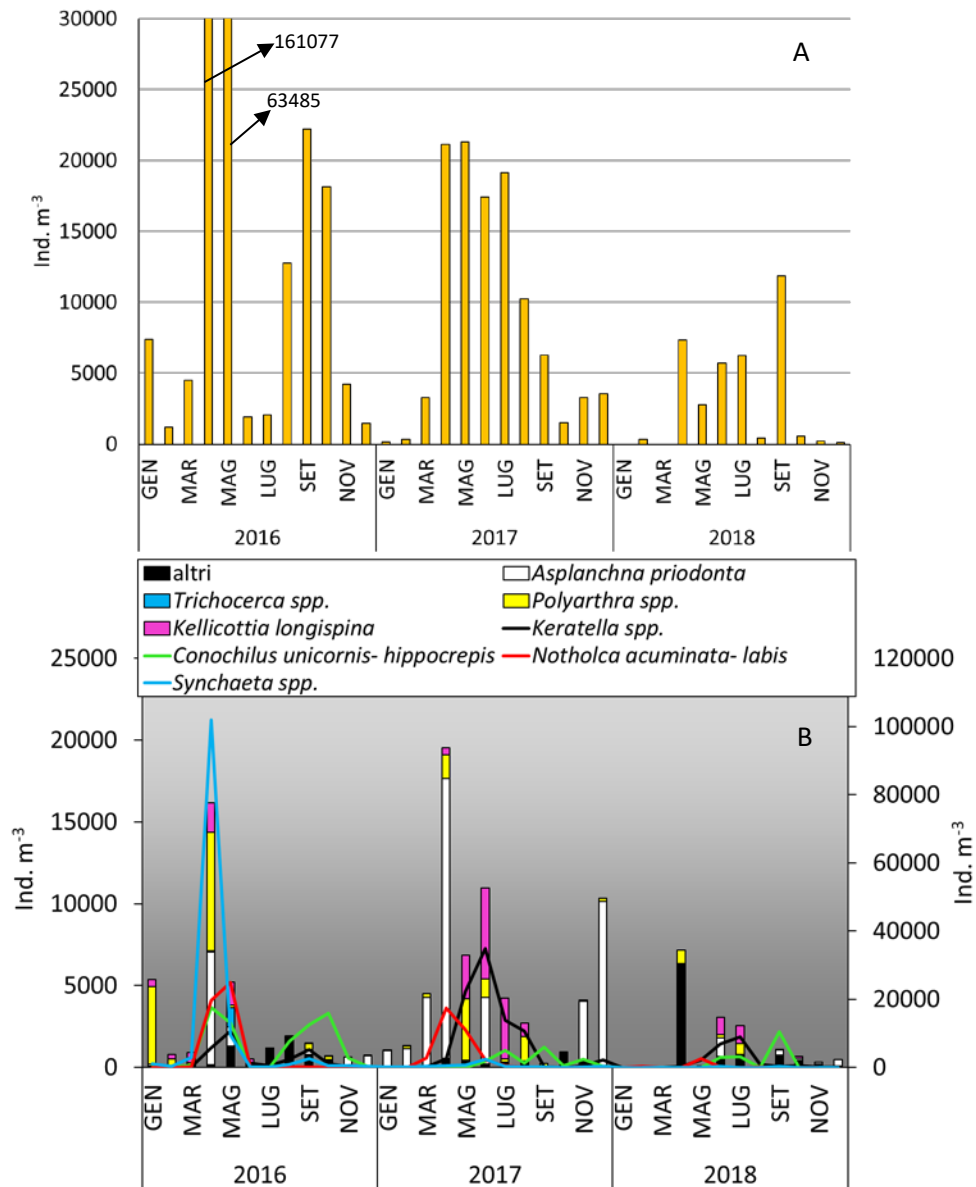 30000
161077
A
25000
63485
20000
Ind. m⁻³
15000
10000
5000
0
GEN MAR MAG LUG SET NOV GEN MAR MAG LUG SET NOV GEN MAR MAG LUG SET NOV
2016 2017 2018
altri Asplanchna priodonta
Trichocerca spp. Polyarthra spp.
Kellicottia longispina Keratella spp.
25000 Conochilus unicornis- hippocrepis Notholca acuminata- labis 120000
Synchaeta spp.
B
100000
20000
80000
15000
Ind. m⁻³ Ind. m⁻³
60000
10000
40000
5000 20000
0 0
GEN MAR MAG LUG SET NOV GEN MAR MAG LUG SET NOV GEN MAR MAG LUG SET NOV
2016 2017 2018